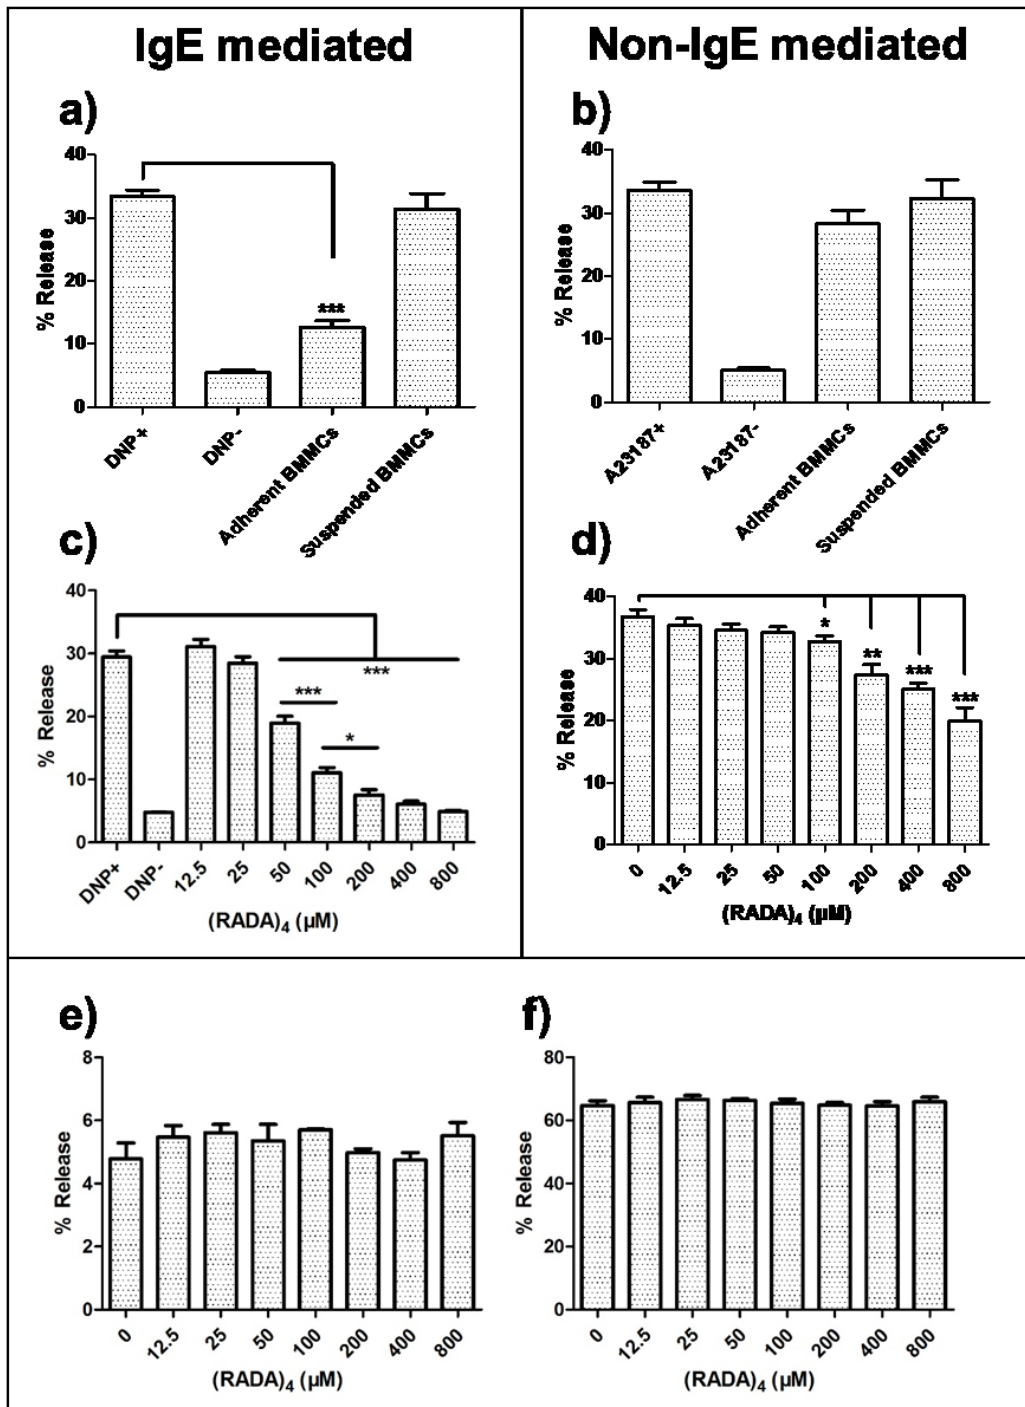 IgE mediated
Non-IgE mediated
a)
% Release
40
30
20
10
0
***
DNP+
DNP-
Adherent BMMCs
Suspended BMMCs
b)
% Release
40
30
20
10
0
A23187+
A23187-
Adherent BMMCs
Suspended BMMCs
c)
% Release
40
30
20
10
0
***
***
*
DNP+
DNP-
12.5
25
50
100
200
400
800
(RADA)4 (µM)
d)
% Release
40
30
20
10
0
*
**
***
***
0
12.5
25
50
100
200
400
800
(RADA)4 (µM)
e)
% Release
8
6
4
2
0
0
12.5
25
50
100
200
400
800
(RADA)4 (µM)
f)
% Release
80
60
40
20
0
0
12.5
25
50
100
200
400
800
(RADA)4 (µM)